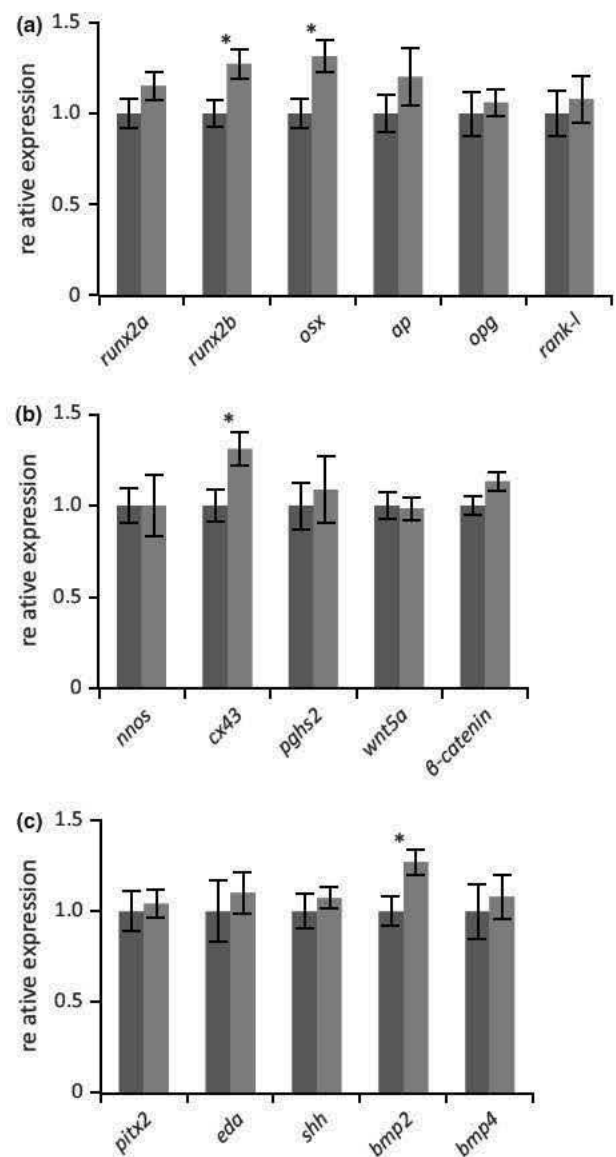 (a)
re ative expression
1.5
1.0
0.5
0
*
*
runx2a
runx2b
osx
ap
opg
rank-l
(b)
re ative expression
1.5
1.0
0.5
0
*
nnos
cx43
pghs2
wnt5a
β-catenin
(c)
re ative expression
1.5
1.0
0.5
0
*
pitx2
eda
shh
bmp2
bmp4